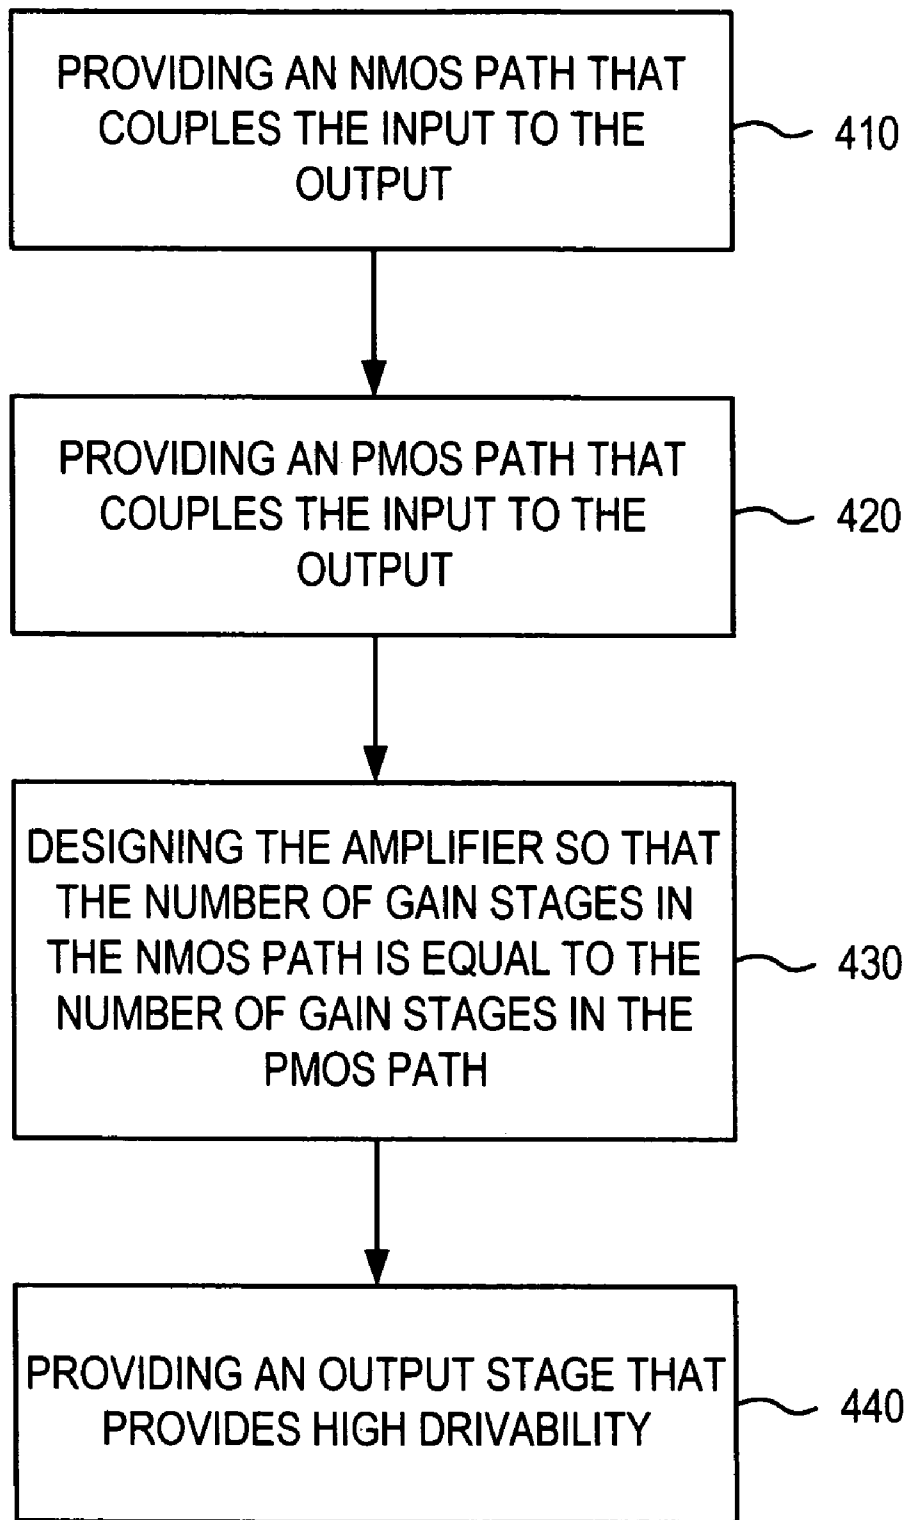 PROVIDING AN NMOS PATH THAT
COUPLES THE INPUT TO THE
OUTPUT
410
PROVIDING AN PMOS PATH THAT
COUPLES THE INPUT TO THE
OUTPUT
420
DESIGNING THE AMPLIFIER SO THAT
THE NUMBER OF GAIN STAGES IN
THE NMOS PATH IS EQUAL TO THE
NUMBER OF GAIN STAGES IN THE
PMOS PATH
430
PROVIDING AN OUTPUT STAGE THAT
PROVIDES HIGH DRIVABILITY
440